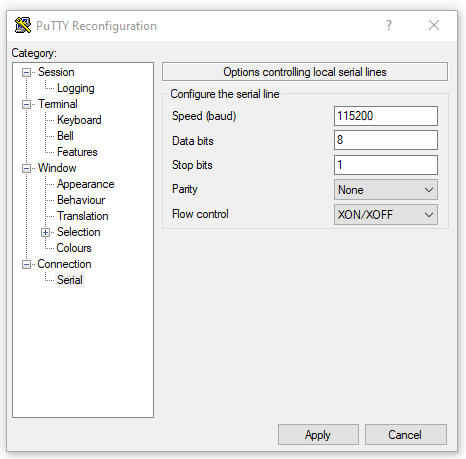 PuTTY Reconfiguration
?
Category:
Session
Logging
Terminal
Keyboard
Bell
Features
Window
Appearance
Behaviour
Translation
Selection
Colours
Connection
Serial
Options controlling local serial lines
Configure the serial line
Speed (baud) 115200
Data bits 8
Stop bits 1
Parity None
Flow control XON/XOFF
Apply Cancel